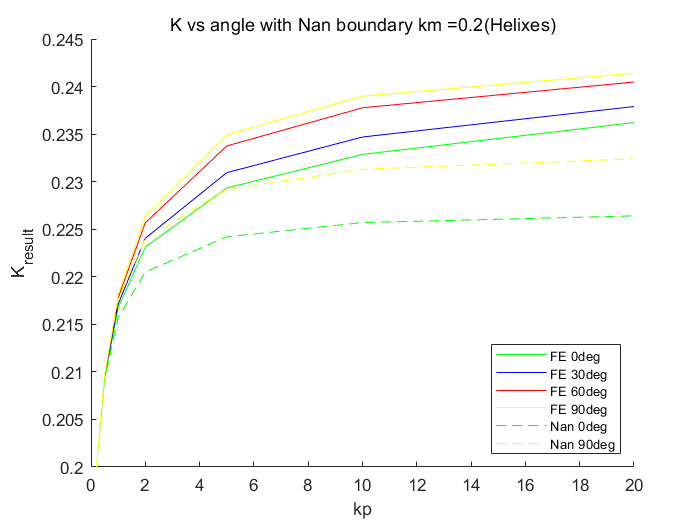 K vs angle with Nan boundary km =0.2(Helixes)
0.245
0.24
0.235
0.23
0.225
0.22
0.215
0.21
0.205
0.2
K_result
FE 0deg
FE 30deg
FE 60deg
FE 90deg
Nan 0deg
Nan 90deg
0 2 4 6 8 10 12 14 16 18 20
kp